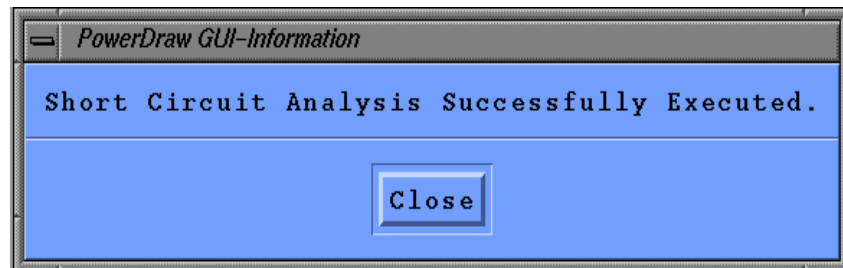 PowerDraw GUI-Information
Short Circuit Analysis Successfully Executed.
Close